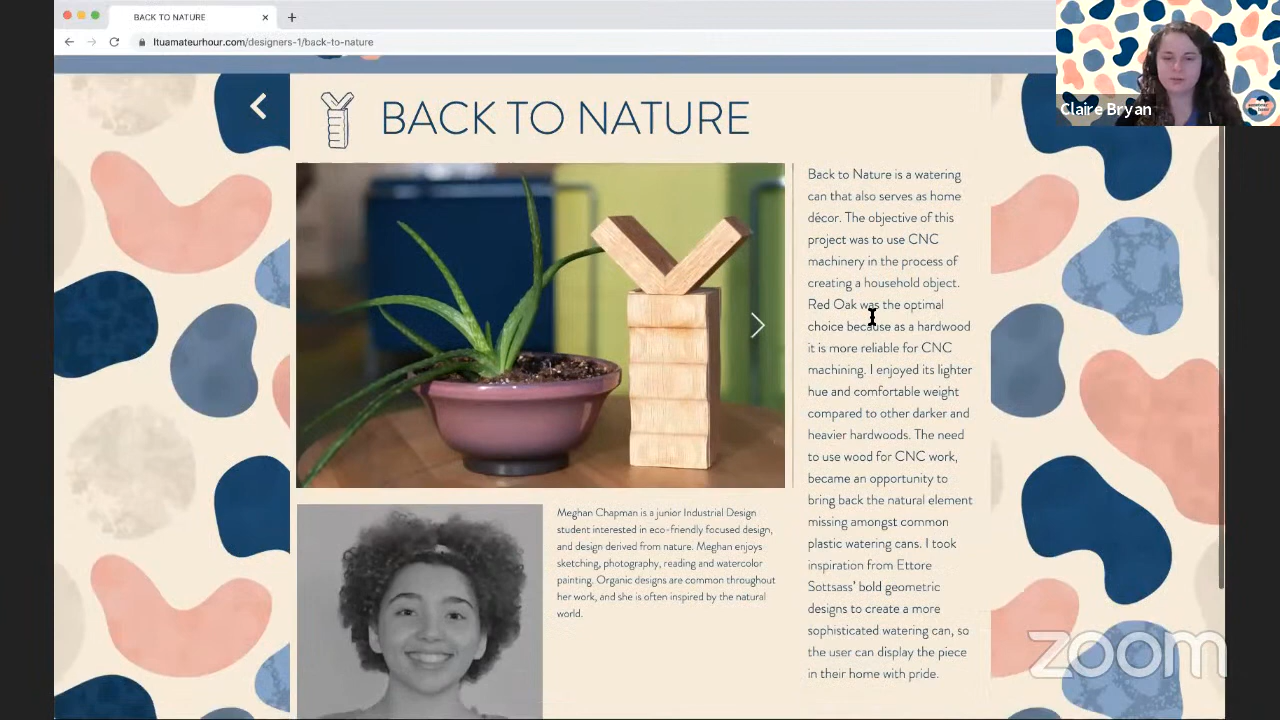 BACK TO NATURE
ltuamateurhour.com/designers-1/back-to-nature
Claire Bryan
BACK TO NATURE
Back to Nature is a watering
can that also serves as home
décor. The objective of this
project was to use CNC
machinery in the process of
creating a household object.
Red Oak was the optimal
choice because as a hardwood
it is more reliable for CNC
machining. I enjoyed its lighter
hue and comfortable weight
compared to other darker and
heavier hardwoods. The need
to use wood for CNC work,
became an opportunity to
bring back the natural element
missing amongst common
plastic watering cans. I took
inspiration from Ettore
Sottsass' bold geometric
designs to create a more
sophisticated watering can, so
the user can display the piece
in their home with pride.
Meghan Chapman is a junior Industrial Design
student interested in eco-friendly focused design,
and design derived from nature. Meghan enjoys
sketching, photography, reading and watercolor
painting. Organic designs are common throughout
her work, and she is often inspired by the natural
world.
zoom